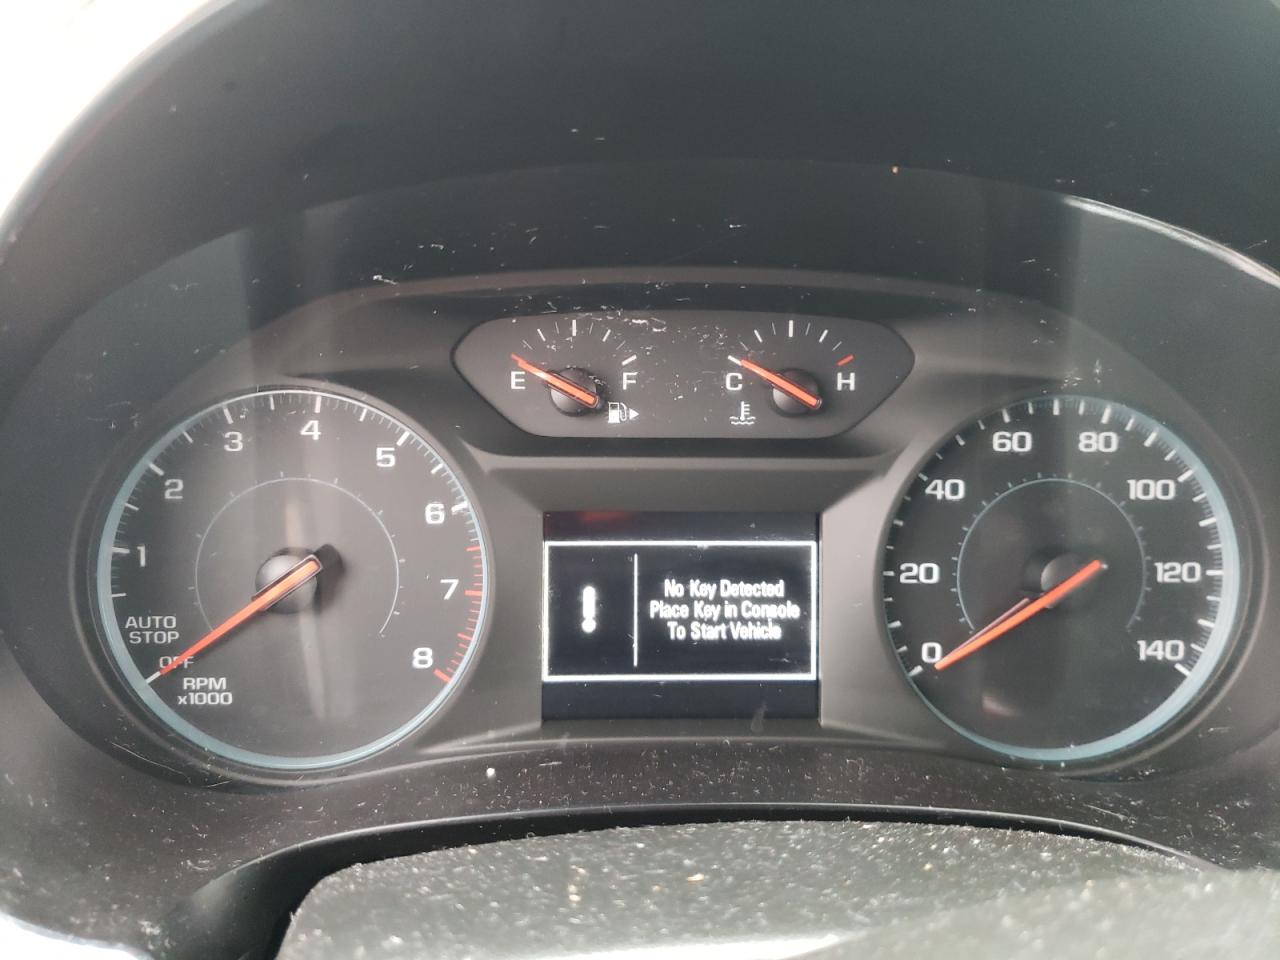 E F
C H
1
2
3
4
5
6
7
8
AUTO
STOP
OFF
RPM
x1000
No Key Detected
Place Key in Console
To Start Vehicle
0
20
40
60
80
100
120
140